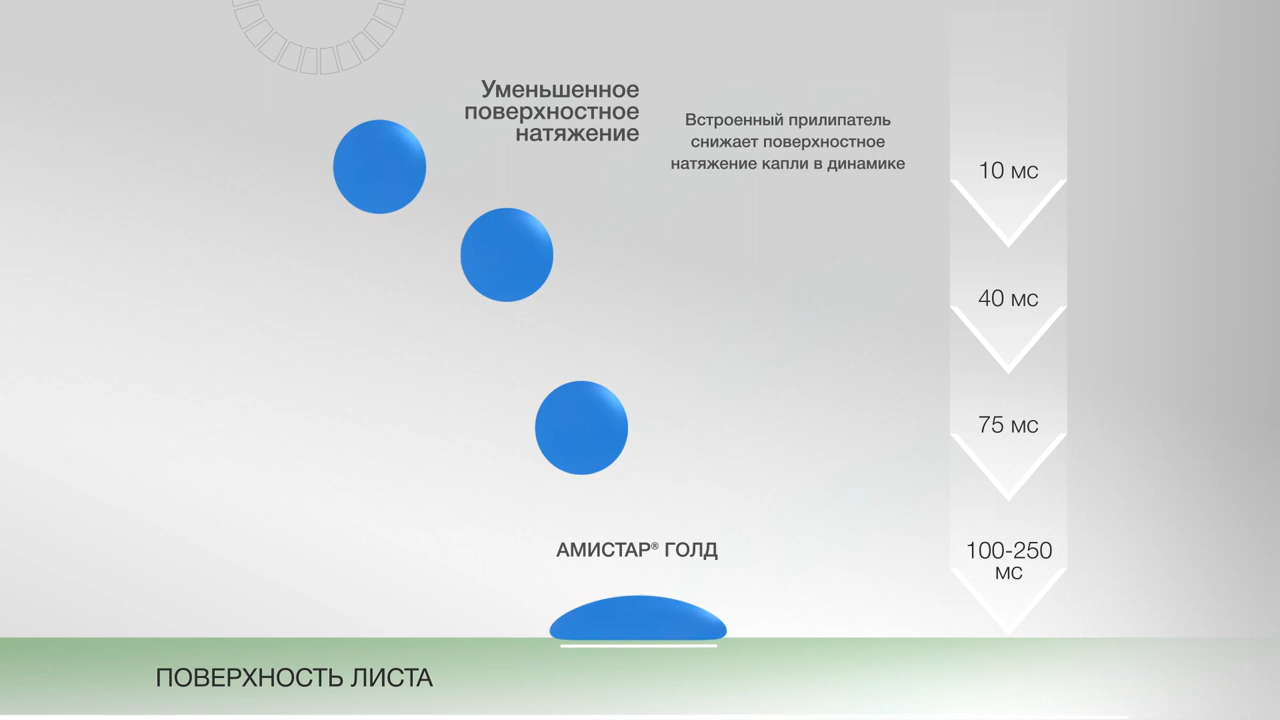 Уменьшенное
поверхностное
натяжение
Встроенный прилипатель
снижает поверхностное
натяжение капли в динамике
10 мс
40 мс
75 мс
100-250
мс
АМИСТАР® ГОЛД
ПОВЕРХНОСТЬ ЛИСТА